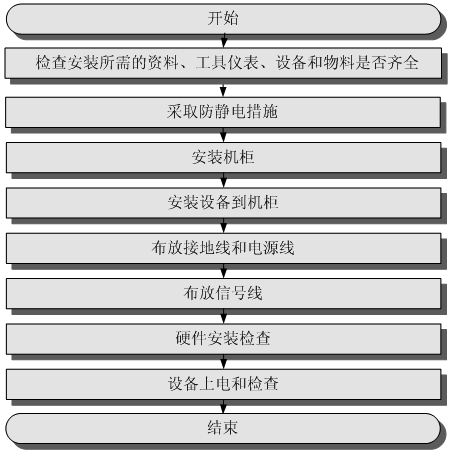 开始
检查安装所需的资料、工具仪表、设备和物料是否齐全
采取防静电措施
安装机柜
安装设备到机柜
布放接地线和电源线
布放信号线
硬件安装检查
设备上电和检查
结束